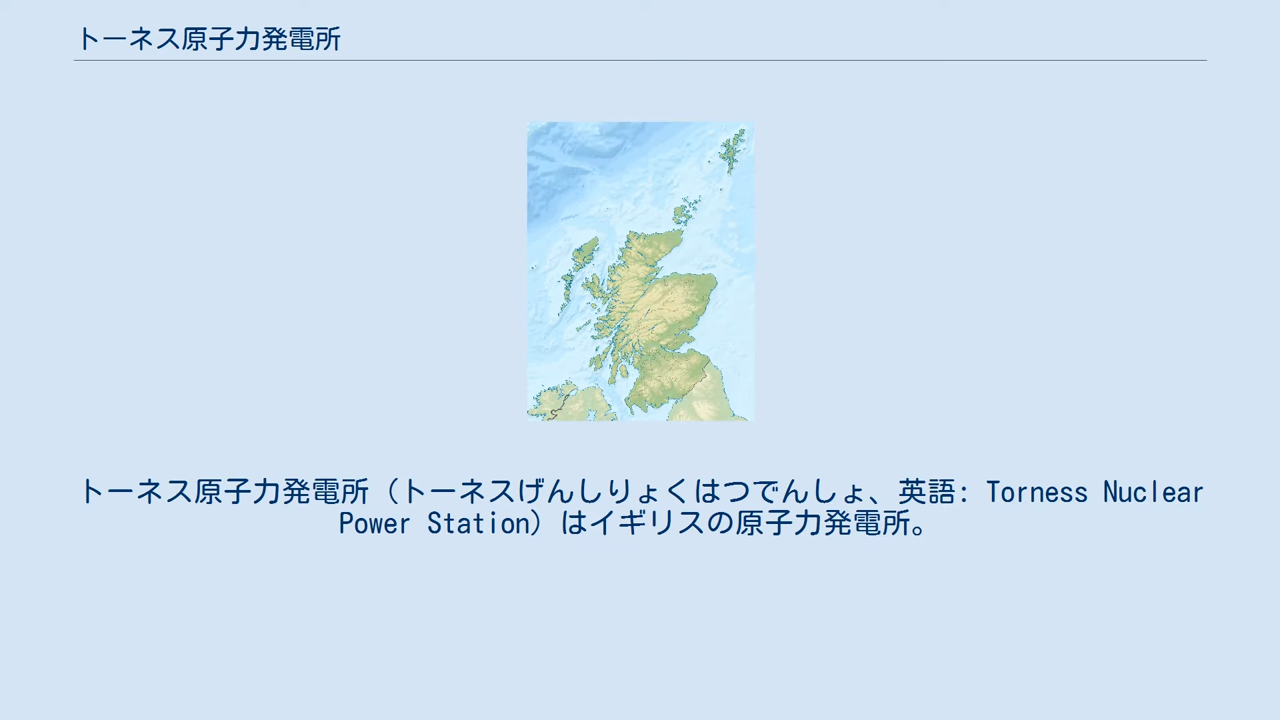 トーネス原子力発電所
トーネス原子力発電所（トーネスげんしりょくはつでんしょ、英語: Torness Nuclear
Power Station）はイギリスの原子力発電所。